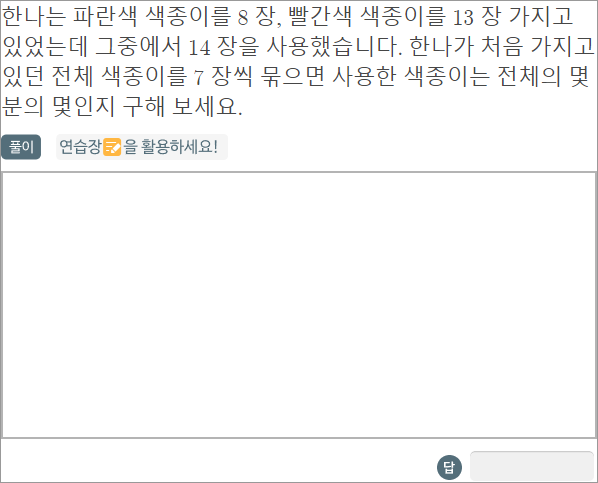 한나는 파란색 색종이를 8 장, 빨간색 색종이를 13 장 가지고
있었는데 그중에서 14 장을 사용했습니다. 한나가 처음 가지고
있던 전체 색종이를 7 장씩 묶으면 사용한 색종이는 전체의 몇
분의 몇인지 구해 보세요.
풀이 연습장을 활용하세요!
답